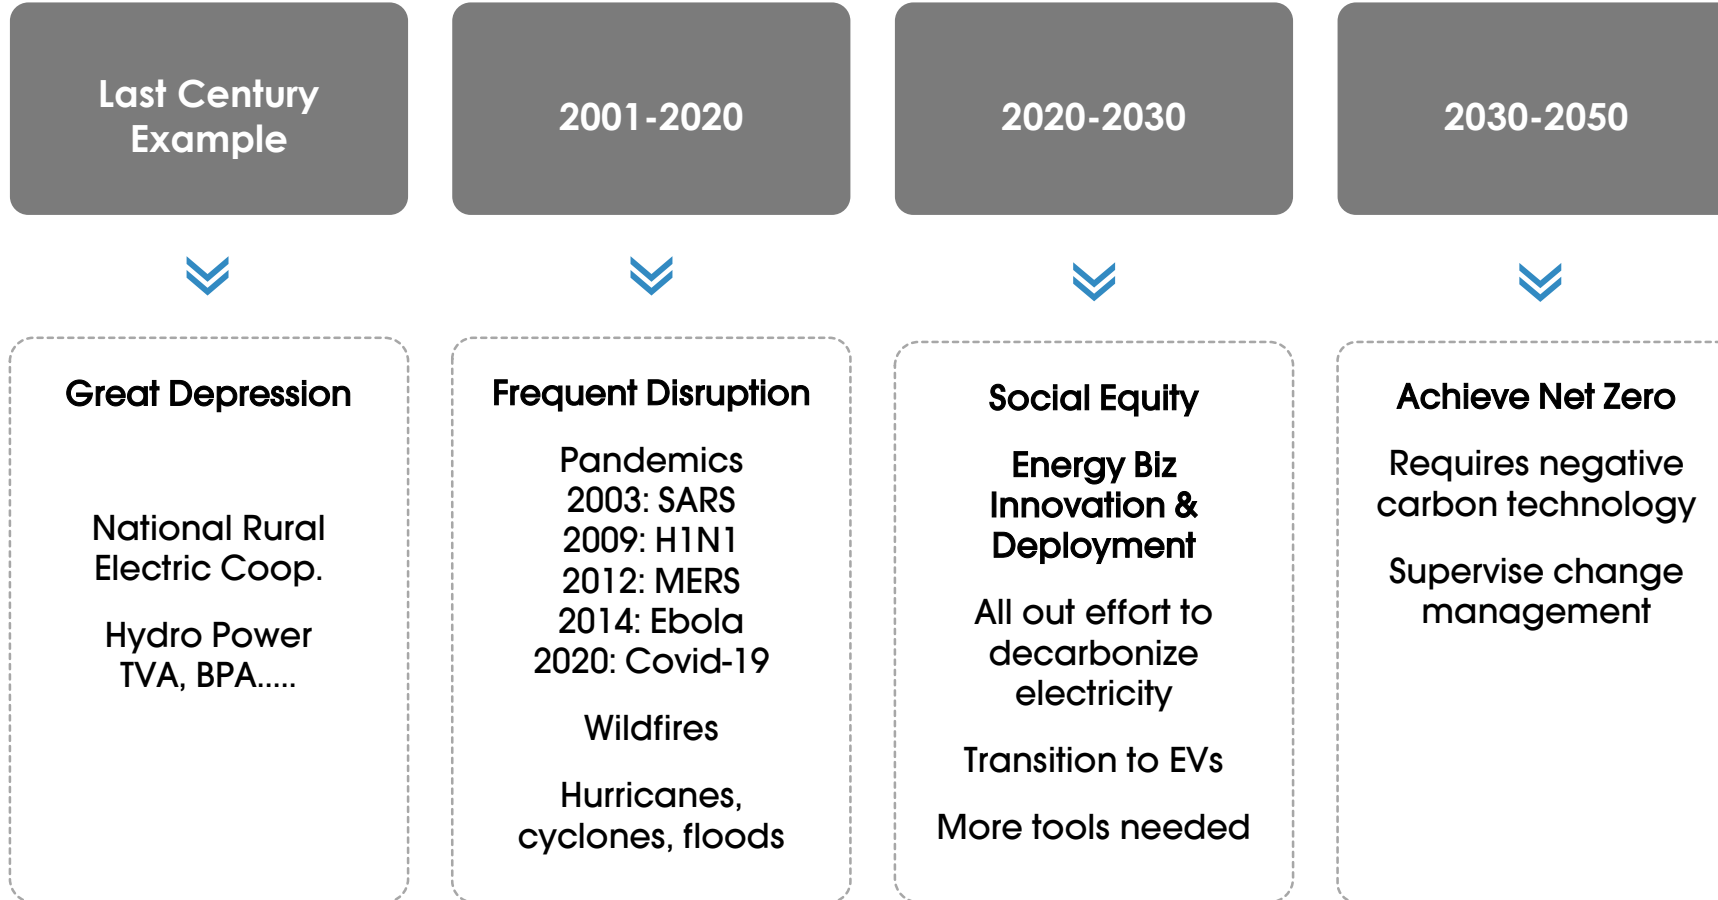 Last Century
Example
Great Depression
National Rural
Electric Coop.
Hydro Power
TVA, BPA.....
2001-2020
Frequent Disruption
Pandemics
2003: SARS
2009: H1N1
2012: MERS
2014: Ebola
2020: Covid-19
Wildfires
Hurricanes,
cyclones, floods
2020-2030
Social Equity
Energy Biz
Innovation &
Deployment
All out effort to
decarbonize
electricity
Transition to EVs
More tools needed
2030-2050
Achieve Net Zero
Requires negative
carbon technology
Supervise change
management